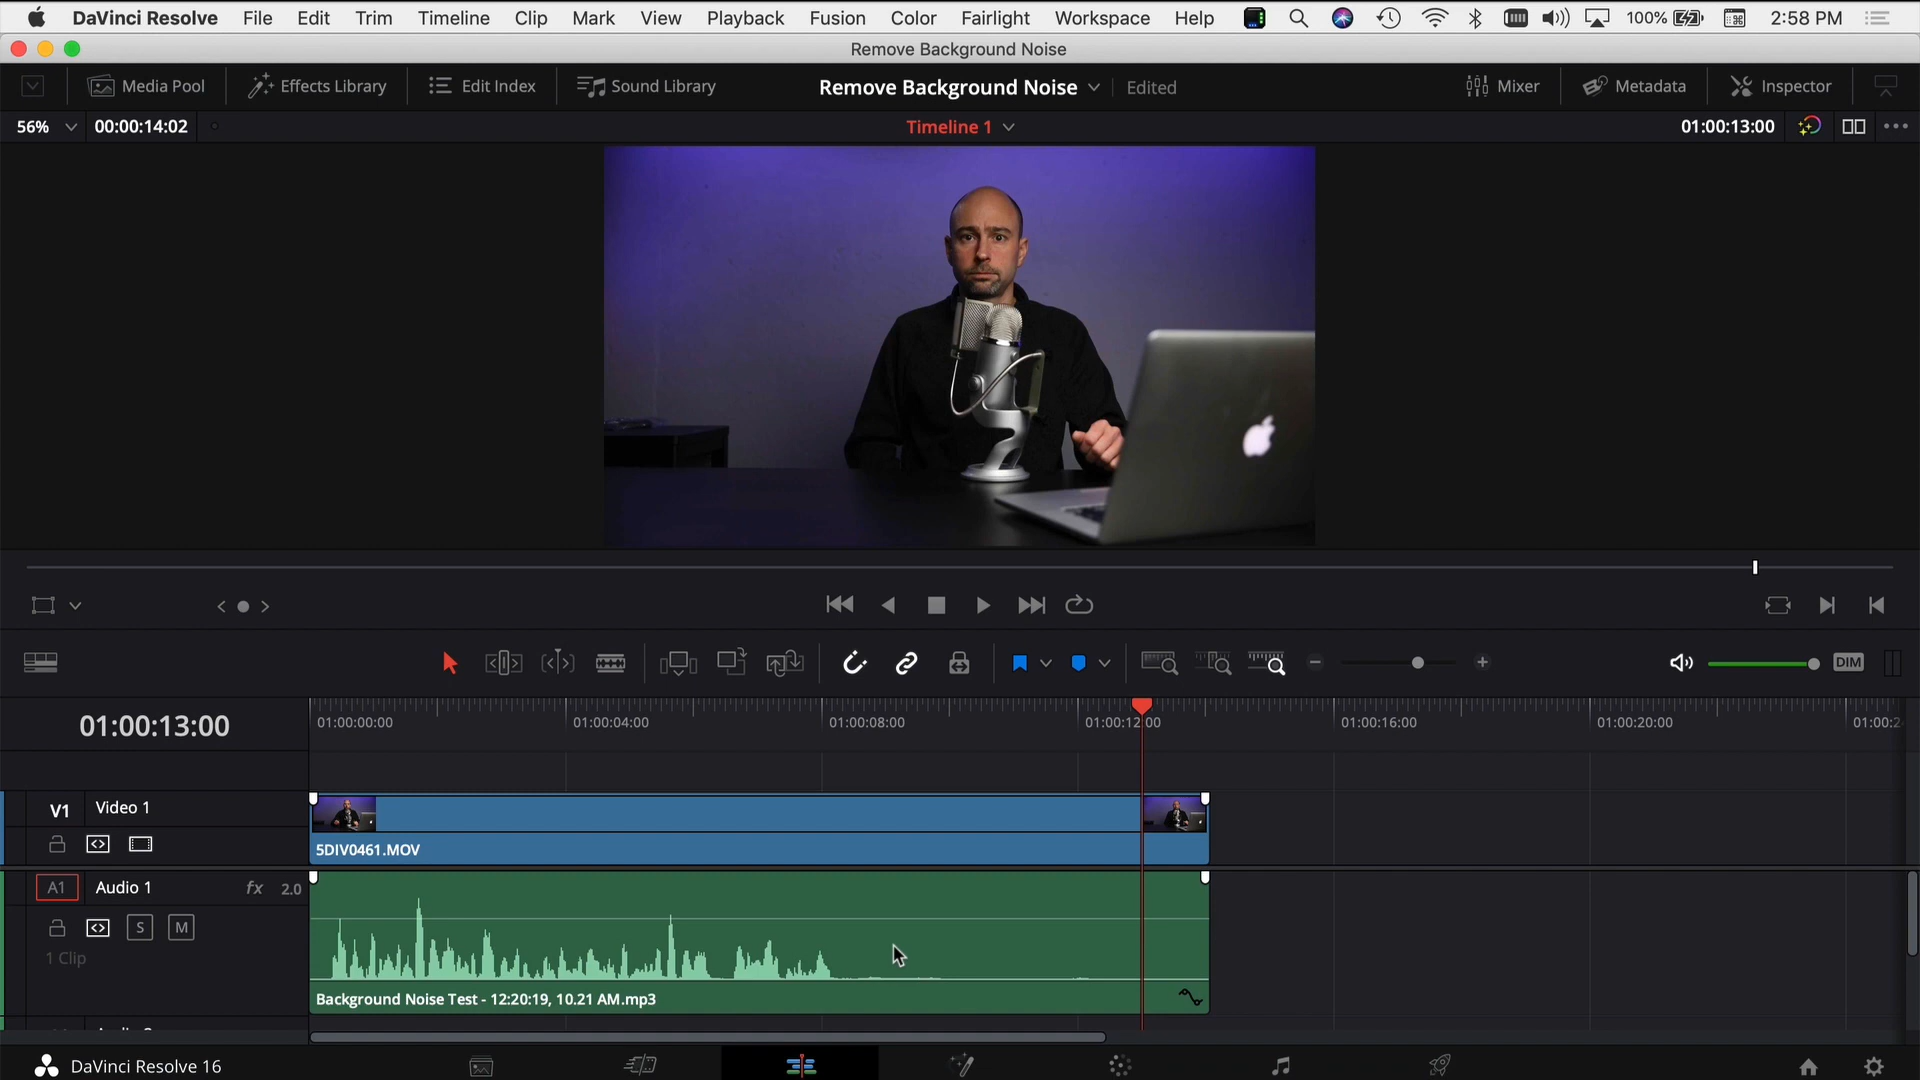 DaVinci Resolve File Edit Trim Timeline Clip Mark View Playback Fusion Color Fairlight Workspace Help 100% 2:58 PM
Remove Background Noise
Media Pool Effects Library Edit Index Sound Library Remove Background Noise Edited Mixer Metadata Inspector
56% 00:00:14:02 Timeline 1 01:00:13:00
DIM
01:00:13:00 01:00:00:00 01:00:04:00 01:00:08:00 01:00:12:00 01:00:16:00 01:00:20:00
V1 Video 1
5DIV0461.MOV
A1 Audio 1 fx 2.0
S M
1 Clip
Background Noise Test - 12:20:19, 10.21 AM.mp3
DaVinci Resolve 16